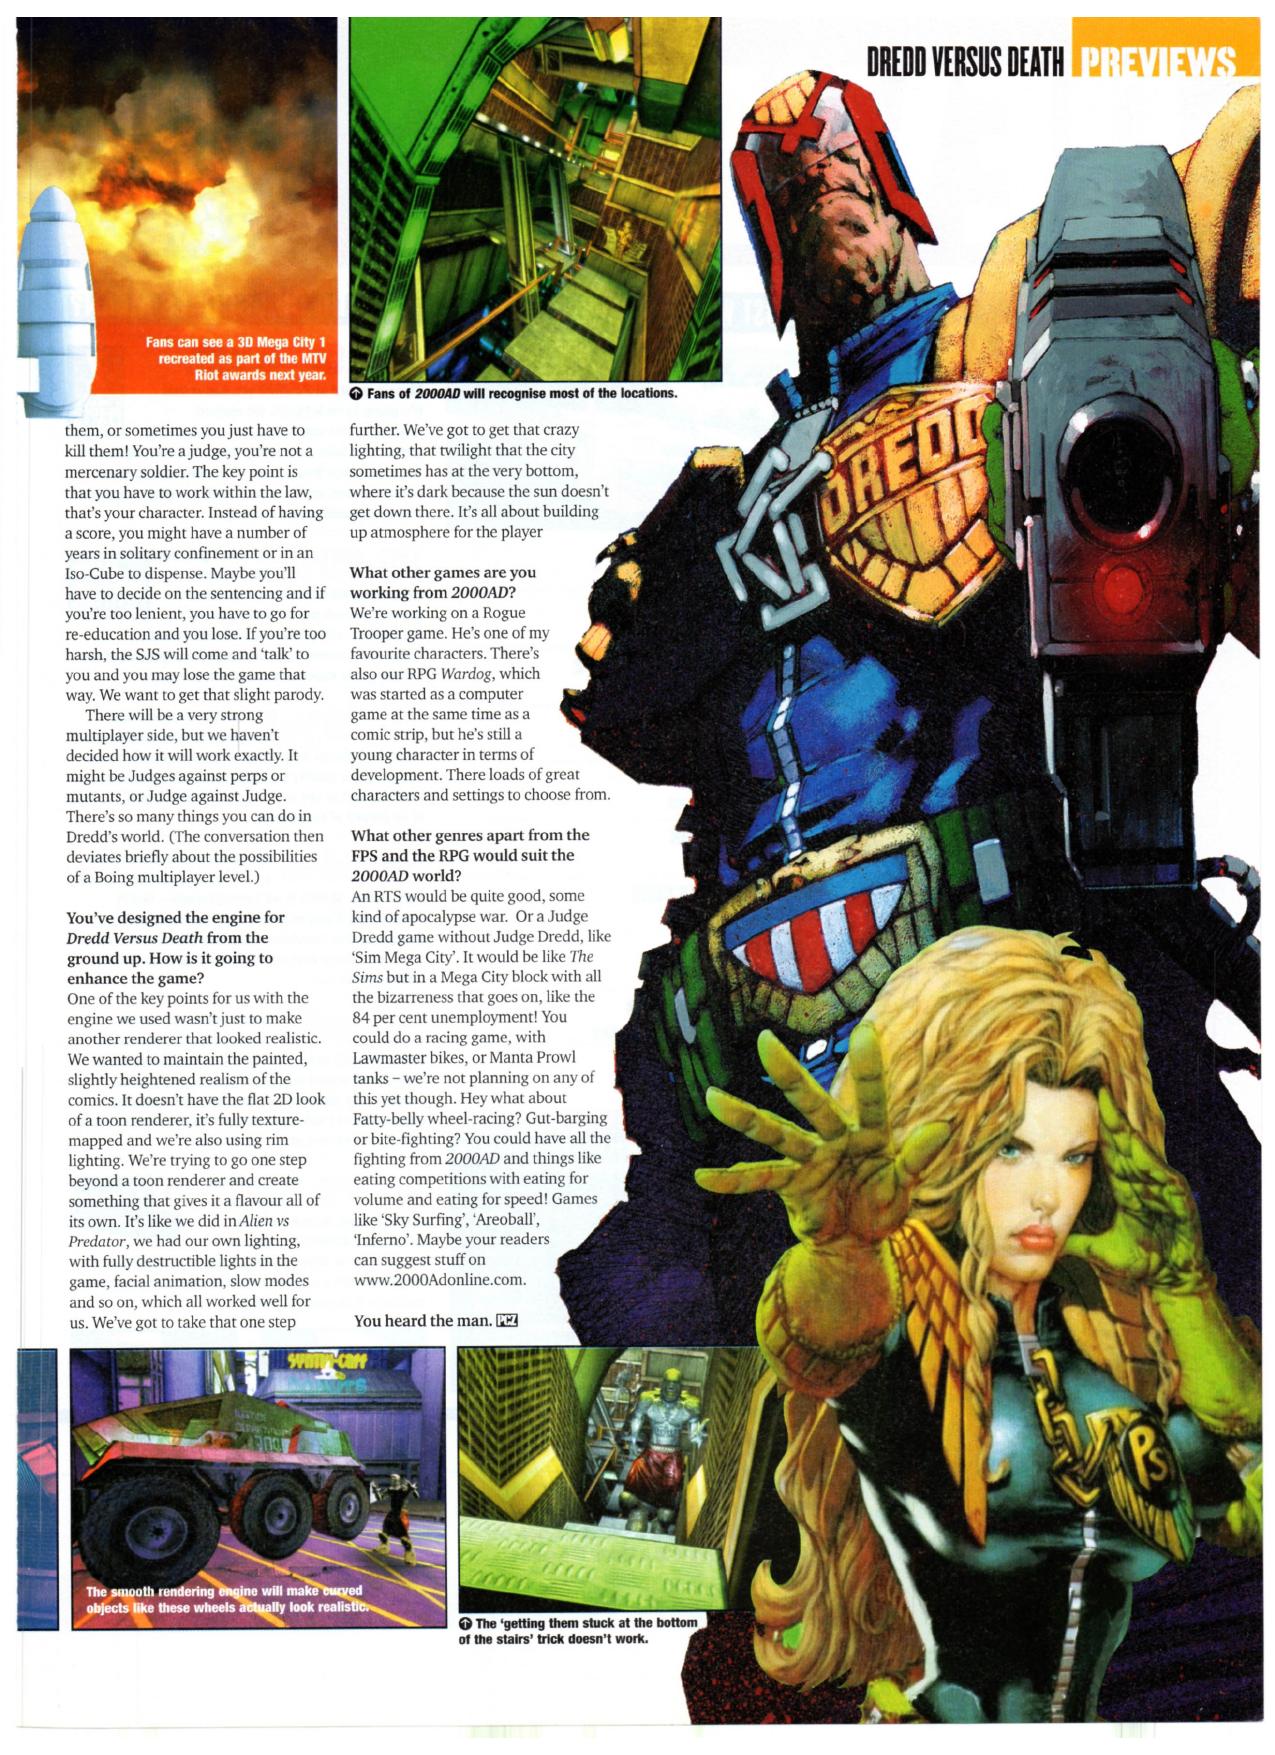 DREDD VERSUS DEATH PREVIEWS
Fans can see a 3D Mega City 1
recreated as part of the MTV
Riot awards next year.
Fans of 2000AD will recognise most of the locations.
them, or sometimes you just have to
kill them! You're a judge, you're not a
mercenary soldier. The key point is
that you have to work within the law,
that's your character. Instead of having
a score, you might have a number of
years in solitary confinement or in an
Iso-Cube to dispense. Maybe you'll
have to decide on the sentencing and if
you're too lenient, you have to go for
re-education and you lose. If you're too
harsh, the SJS will come and 'talk' to
you and you may lose the game that
way. We want to get that slight parody.
There will be a very strong
multiplayer side, but we haven't
decided how it will work exactly. It
might be Judges against perps or
mutants, or Judge against Judge.
There's so many things you can do in
Dredd's world. (The conversation then
deviates briefly about the possibilities
of a Boing multiplayer level.)
You've designed the engine for
Dredd Versus Death from the
ground up. How is it going to
enhance the game?
One of the key points for us with the
engine we used wasn't just to make
another renderer that looked realistic.
We wanted to maintain the painted,
slightly heightened realism of the
comics. It doesn't have the flat 2D look
of a toon renderer, it's fully texture-
mapped and we're also using rim
lighting. We're trying to go one step
beyond a toon renderer and create
something that gives it a flavour all of
its own. It's like we did in Alien vs
Predator, we had our own lighting,
with fully destructible lights in the
game, facial animation, slow modes
and so on, which all worked well for
us. We've got to take that one step
further. We've got to get that crazy
lighting, that twilight that the city
sometimes has at the very bottom,
where it's dark because the sun doesn't
get down there. It's all about building
up atmosphere for the player
What other games are you
working from 2000AD?
We're working on a Rogue
Trooper game. He's one of my
favourite characters. There's
also our RPG Wardog, which
was started as a computer
game at the same time as a
comic strip, but he's still a
young character in terms of
development. There loads of great
characters and settings to choose from.
What other genres apart from the
FPS and the RPG would suit the
2000AD world?
An RTS would be quite good, some
kind of apocalypse war. Or a Judge
Dredd game without Judge Dredd, like
'Sim Mega City'. It would be like The
Sims but in a Mega City block with all
the bizarreness that goes on, like the
84 per cent unemployment! You
could do a racing game, with
Lawmaster bikes, or Manta Prowl
tanks – we're not planning on any of
this yet though. Hey what about
Fatty-belly wheel-racing? Gut-barging
or bite-fighting? You could have all the
fighting from 2000AD and things like
eating competitions with eating for
volume and eating for speed! Games
like 'Sky Surfing', 'Areoball',
'Inferno'. Maybe your readers
can suggest stuff on
www.2000Adonline.com.
You heard the man. PCZ
DREDD
PS
The smooth rendering engine will make curved
objects like these wheels actually look realistic.
The 'getting them stuck at the bottom
of the stairs' trick doesn't work.